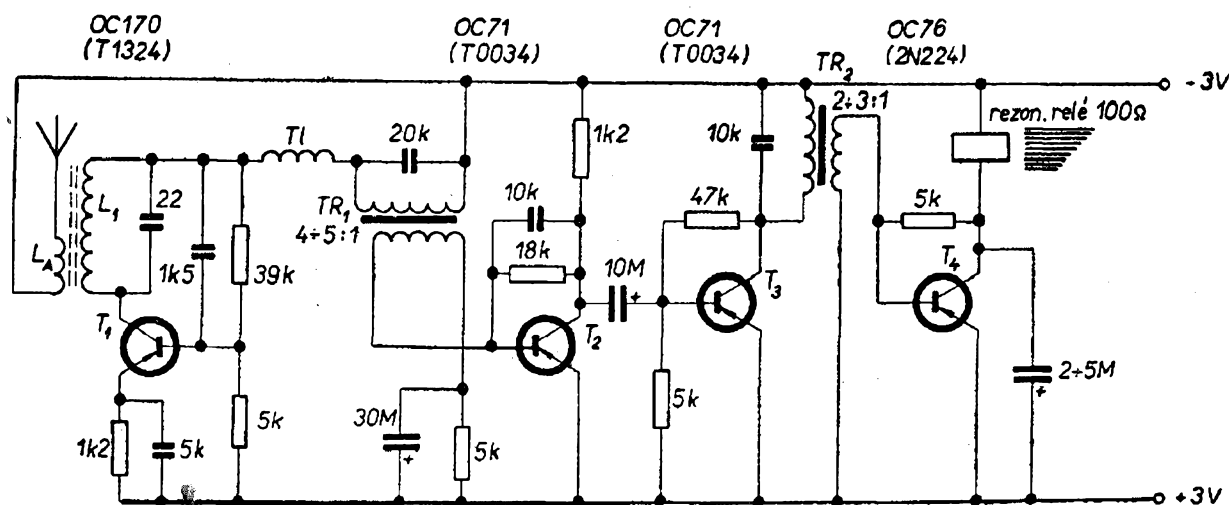 OC170
(T1324)
OC71
(T0034)
OC71
(T0034)
OC76
(2N224)
-3V
TR2
2÷3:1
rezon. relé 100Ω
Tl
20k
1k2
10k
L1
22
LA
1k5
39k
TR1
4÷5:1
10k
18k
10M
+
47k
5k
T1
T2
T3
T4
1k2
5k
5k
30M
+
5k
5k
2÷5M
+
+3V